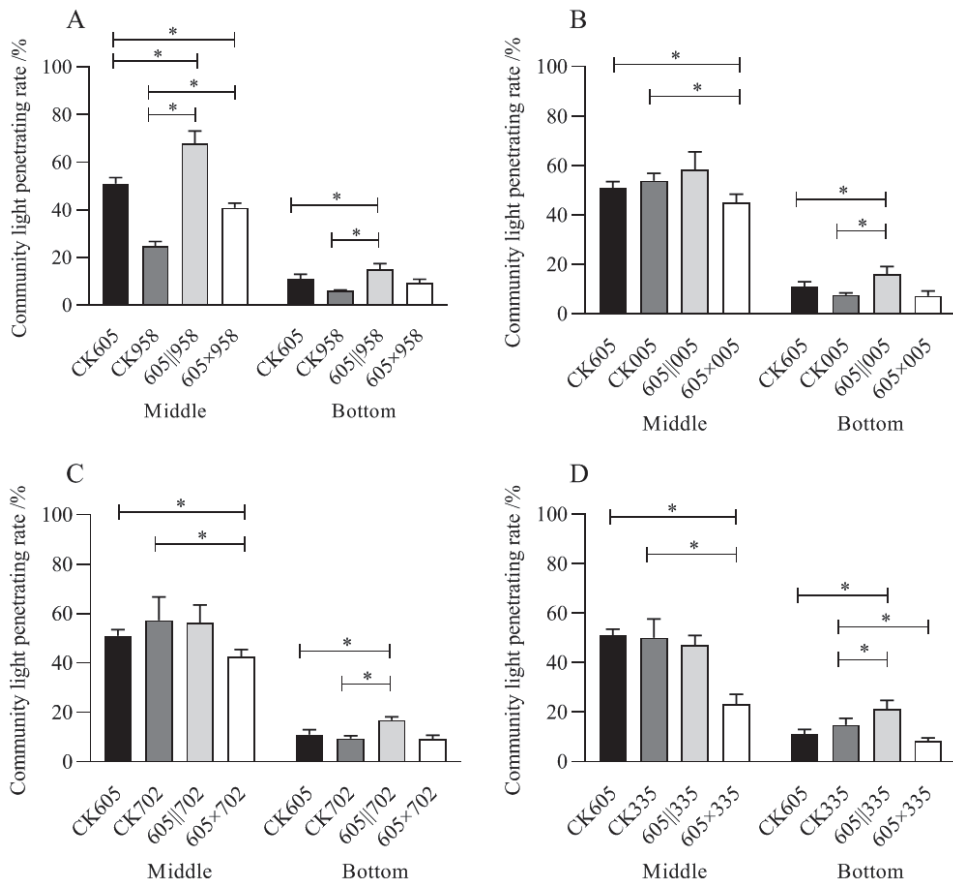 A
Community light penetrating rate /%
100
80
60
40
20
0
* * * * * *
CK605 CK958 605||958 605×958 CK605 CK958 605||958 605×958
Middle Bottom
B
Community light penetrating rate /%
100
80
60
40
20
0
* * * *
CK605 CK005 605||005 605×005 CK605 CK005 605||005 605×005
Middle Bottom
C
Community light penetrating rate /%
100
80
60
40
20
0
* * * *
CK605 CK702 605||702 605×702 CK605 CK702 605||702 605×702
Middle Bottom
D
Community light penetrating rate /%
100
80
60
40
20
0
* * * * *
CK605 CK335 605||335 605×335 CK605 CK335 605||335 605×335
Middle Bottom